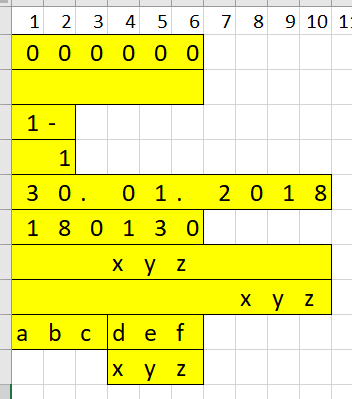 1 2 3 4 5 6 7 8 9 10 11
0 0 0 0 0 0
1 -
1
3 0 . 0 1 . 2 0 1 8
1 8 0 1 3 0
x y z
x y z
a b c d e f
x y z